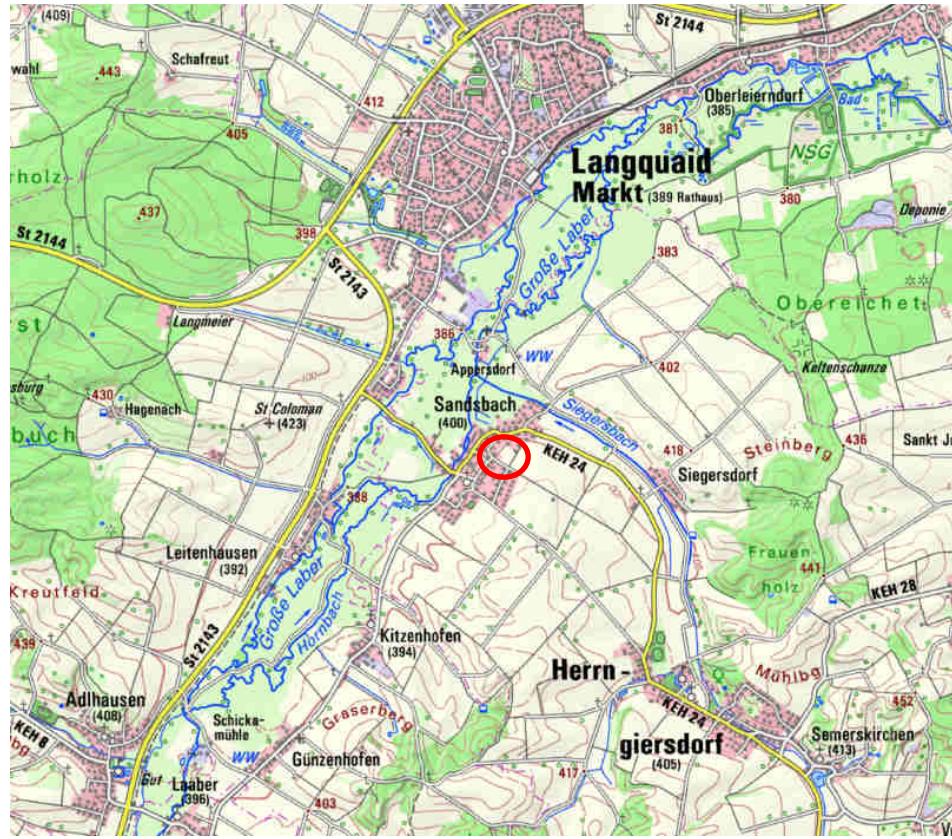 (409)
St 2144
wahl
Schafreut
443
412
Oberleierndorf
(385)
Bad
405
381
Langquaid
Markt (389 Rathaus)
NSG
rholz
437
380
Deponie
St 2144
398
St 2143
Große Laber
383
Obereichet
Langmeier
rst
386
WW
402
Keltenschanze
sburg
430
Appersdorf
Hagenach
St Coloman
(423)
Sandsbach
(400)
Siegersbach
buch
KEH 24
418
Steinberg
436
Sankt J
Siegersdorf
388
Leitenhausen
(392)
Frauen-
holz
441
KEH 28
Kreutfeld
Große Laber
Hornbach
439
St 2143
Kitzenhofen
(394)
Herrn-
Mühlbg
Adlhausen
(408)
452
Schicka-
mühle
Graserberg
KEH 24
Semerskirchen
(413)
KEH 8
giersdorf
(405)
lbg
WW
Günzenhofen
Gut
Laaber
(396)
417
403